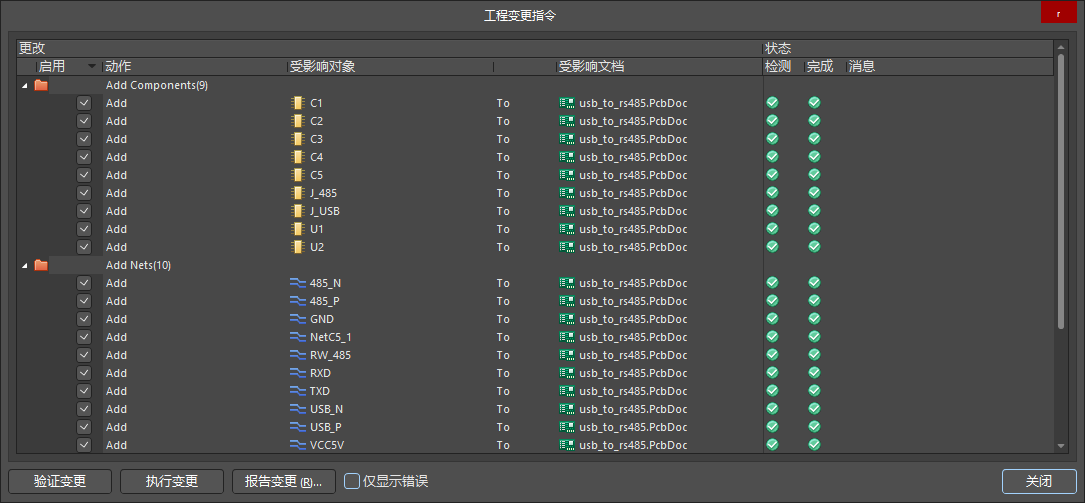 工程变更指令
r
更改 状态
启用 动作 受影响对象 受影响文档 检测 完成 消息
Add Components(9)
Add C1 To usb_to_rs485.PcbDoc
Add C2 To usb_to_rs485.PcbDoc
Add C3 To usb_to_rs485.PcbDoc
Add C4 To usb_to_rs485.PcbDoc
Add C5 To usb_to_rs485.PcbDoc
Add J_485 To usb_to_rs485.PcbDoc
Add J_USB To usb_to_rs485.PcbDoc
Add U1 To usb_to_rs485.PcbDoc
Add U2 To usb_to_rs485.PcbDoc
Add Nets(10)
Add 485_N To usb_to_rs485.PcbDoc
Add 485_P To usb_to_rs485.PcbDoc
Add GND To usb_to_rs485.PcbDoc
Add NetC5_1 To usb_to_rs485.PcbDoc
Add RW_485 To usb_to_rs485.PcbDoc
Add RXD To usb_to_rs485.PcbDoc
Add TXD To usb_to_rs485.PcbDoc
Add USB_N To usb_to_rs485.PcbDoc
Add USB_P To usb_to_rs485.PcbDoc
Add VCC5V To usb_to_rs485.PcbDoc
验证变更 执行变更 报告变更 (R)... 仅显示错误 关闭